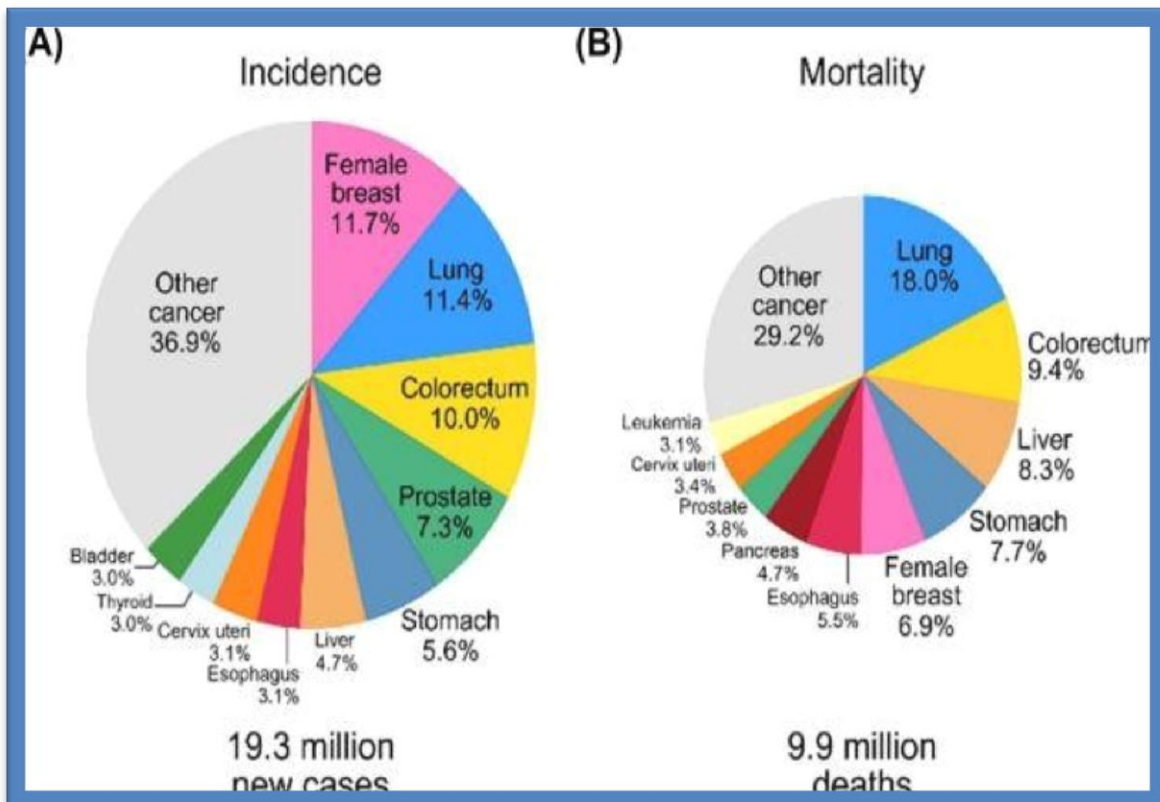 A)
Incidence
Female
breast
11.7%
Lung
11.4%
Colorectum
10.0%
Prostate
7.3%
Stomach
5.6%
Liver
4.7%
Esophagus
3.1%
Cervix uteri
3.1%
Thyroid
3.0%
Bladder
3.0%
Other
cancer
36.9%
19.3 million
new cases
(B)
Mortality
Lung
18.0%
Colorectum
9.4%
Liver
8.3%
Stomach
7.7%
Female
breast
6.9%
Esophagus
5.5%
Pancreas
4.7%
Prostate
3.8%
Cervix uteri
3.4%
Leukemia
3.1%
Other
cancer
29.2%
9.9 million
deaths